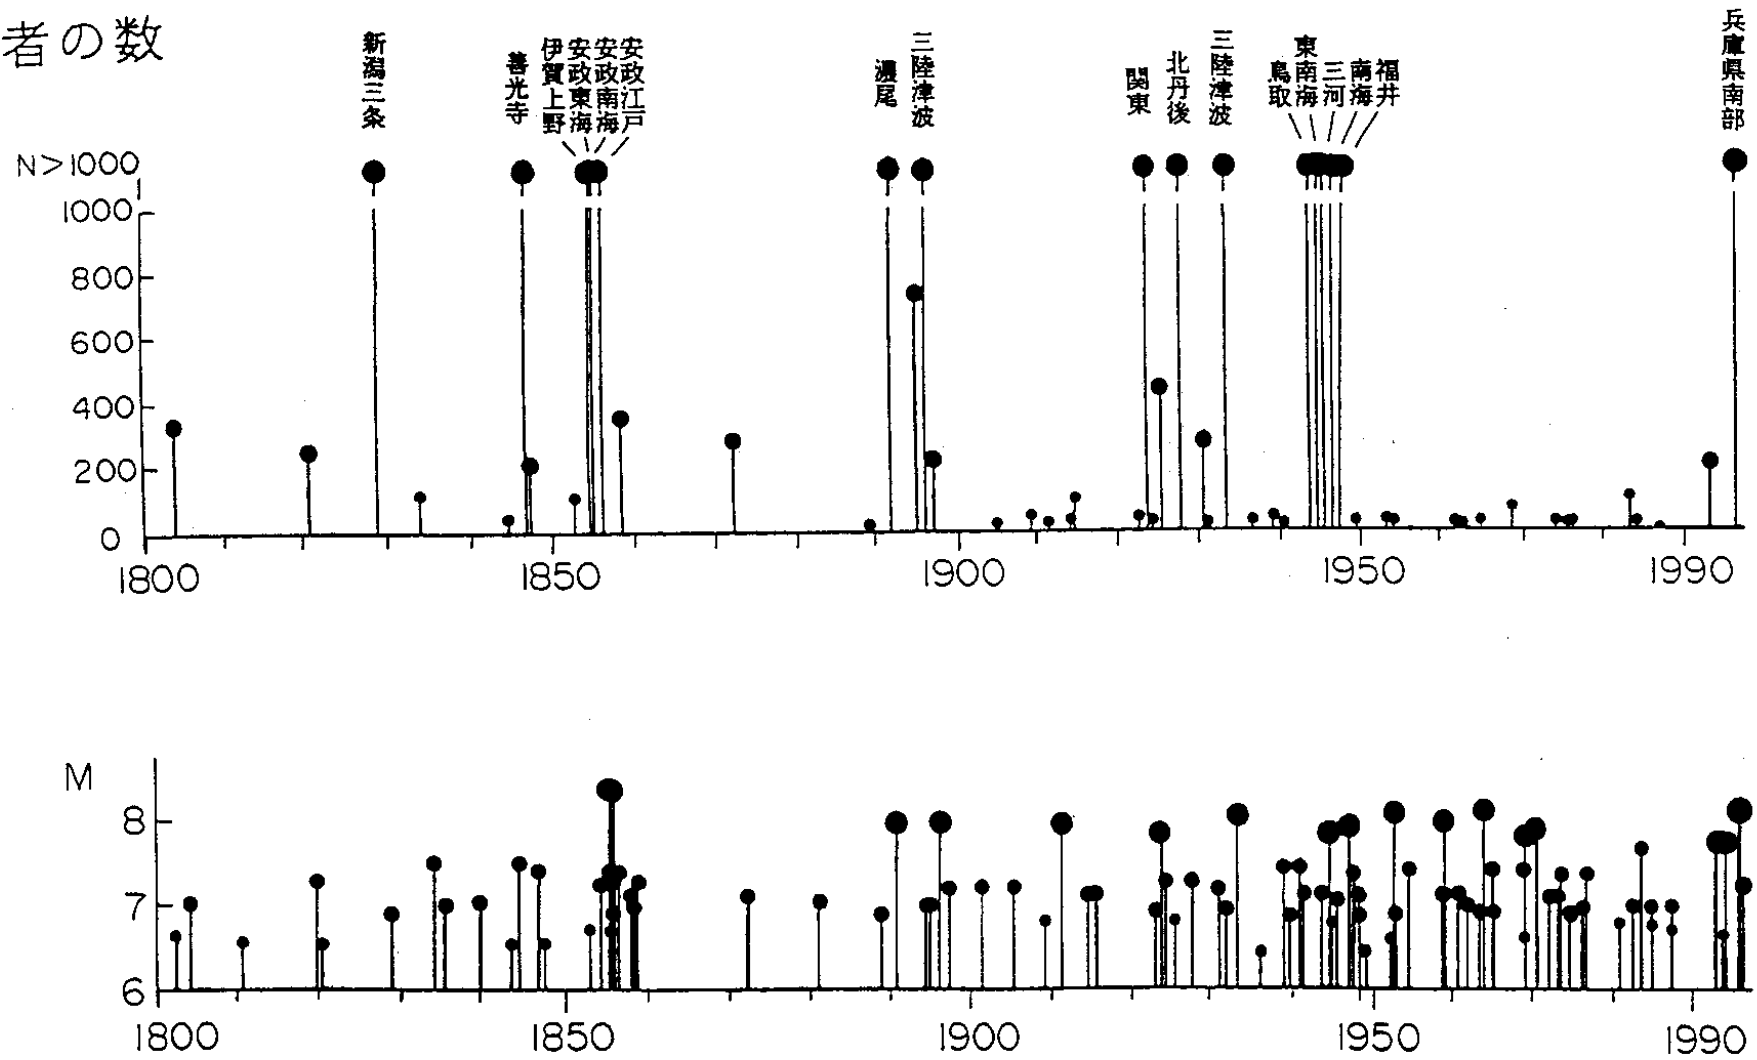 者の数
新潟三条
善光寺
伊賀上野
安政東海
安政南海
安政江戸
濃尾
三陸津波
関東
北丹後
三陸津波
鳥取
東南海
三河
南海
福井
兵庫県南部
N>1000
1000
800
600
400
200
0
1800 1850 1900 1950 1990
M
8
7
6
1800 1850 1900 1950 1990